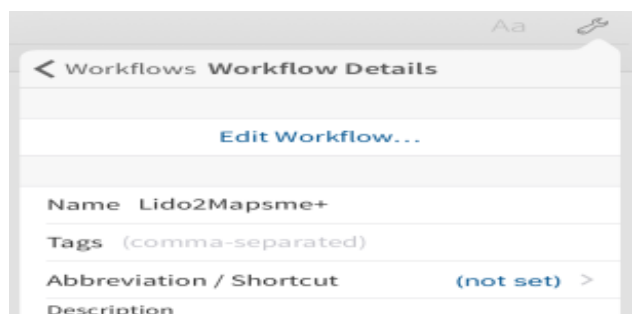 Aa
Workflows Workflow Details
Edit Workflow...
Name Lido2Mapsme+
Tags (comma-separated)
Abbreviation / Shortcut (not set) >
Description